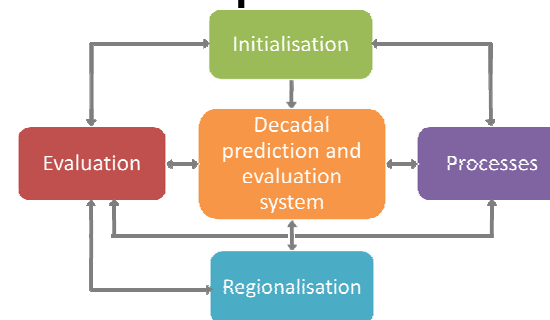 Initialisation
Decadal
prediction and
evaluation
system
Evaluation
Processes
Regionalisation